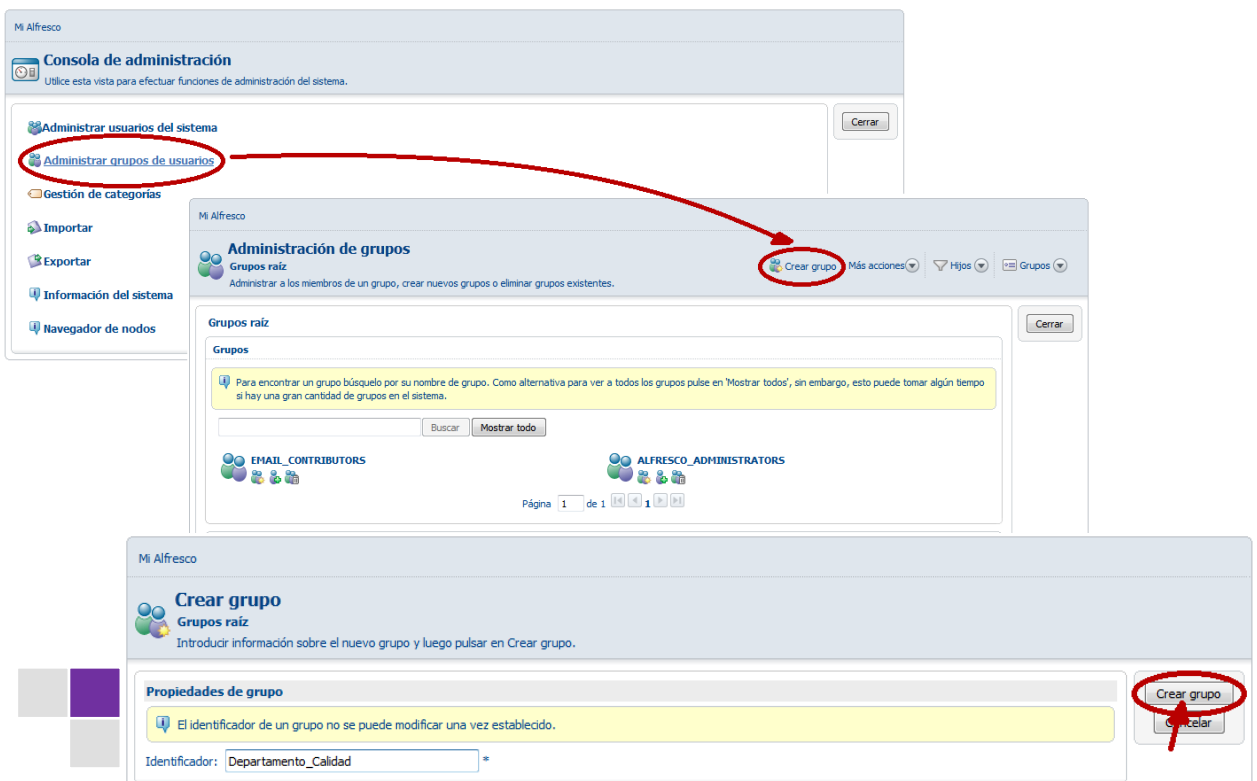 Mi Alfresco
Consola de administración
Utilice esta vista para efectuar funciones de administración del sistema.
Administrar usuarios del sistema
Cerrar
Administrar grupos de usuarios
Gestión de categorías
Importar
Exportar
Información del sistema
Navegador de nodos
Mi Alfresco
Administración de grupos
Grupos raíz
Administrar a los miembros de un grupo, crear nuevos grupos o eliminar grupos existentes.
Crear grupo Más acciones Hijos Grupos
Grupos raíz
Cerrar
Grupos
Para encontrar un grupo búsquelo por su nombre de grupo. Como alternativa para ver a todos los grupos pulse en 'Mostrar todos', sin embargo, esto puede tomar algún tiempo
si hay una gran cantidad de grupos en el sistema.
Buscar Mostrar todo
EMAIL_CONTRIBUTORS ALFRESCO_ADMINISTRATORS
Página 1 de 1 1
Mi Alfresco
Crear grupo
Grupos raíz
Introducir información sobre el nuevo grupo y luego pulsar en Crear grupo.
Propiedades de grupo
Crear grupo
El identificador de un grupo no se puede modificar una vez establecido.
Cancelar
Identificador: Departamento_Calidad *